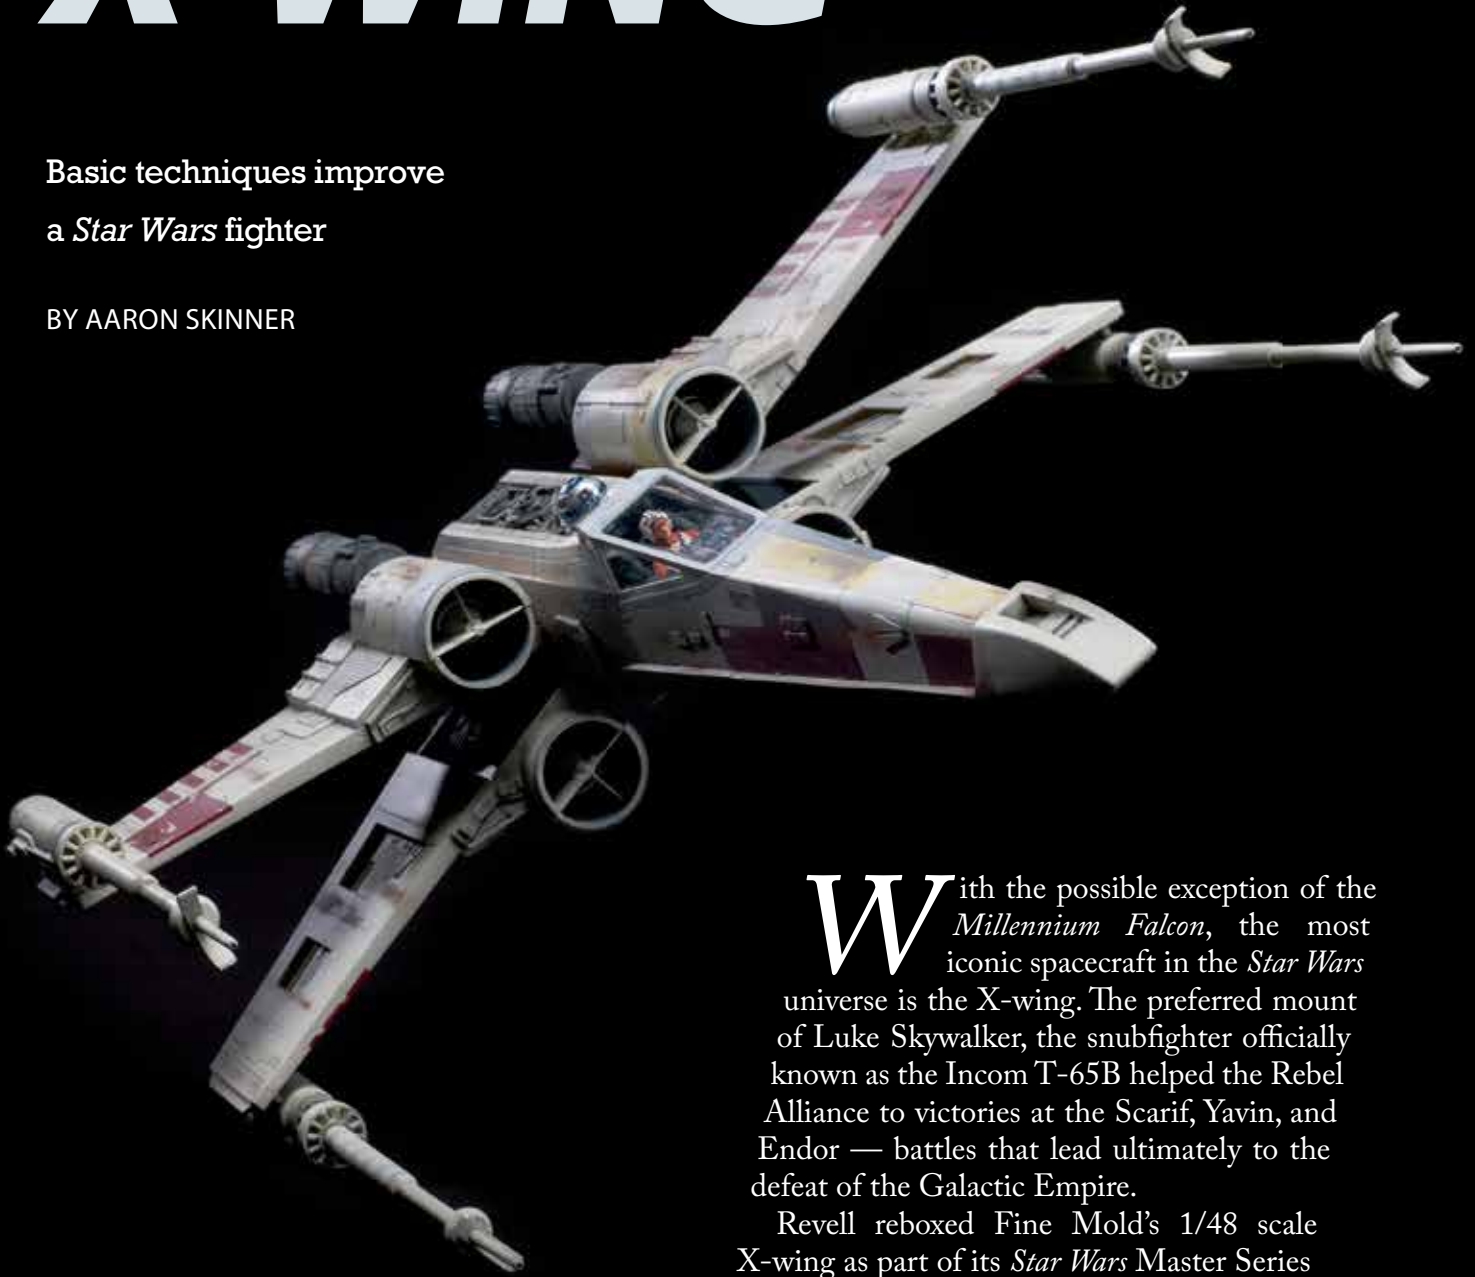 X-WING
Basic techniques improve
a Star Wars fighter
BY AARON SKINNER
With the possible exception of the
Millennium Falcon, the most
iconic spacecraft in the Star Wars
universe is the X-wing. The preferred mount
of Luke Skywalker, the snubfighter officially
known as the Incom T-65B helped the Rebel
Alliance to victories at the Scarif, Yavin, and
Endor — battles that lead ultimately to the
defeat of the Galactic Empire.
Revell reboxed Fine Mold’s 1/48 scale
X-wing as part of its Star Wars Master Series